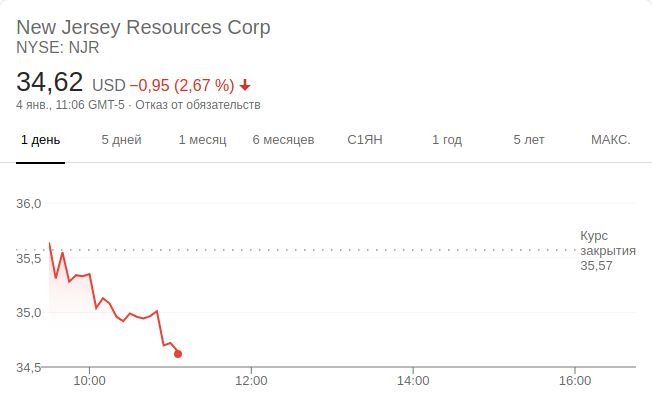 New Jersey Resources Corp
NYSE: NJR
34,62 USD −0,95 (2,67 %)
4 янв., 11:06 GMT-5 · Отказ от обязательств
1 день 5 дней 1 месяц 6 месяцев С1ЯН 1 год 5 лет МАКС.
36,0
Курс
закрытия
35,57
35,5
35,0
34,5
10:00 12:00 14:00 16:00